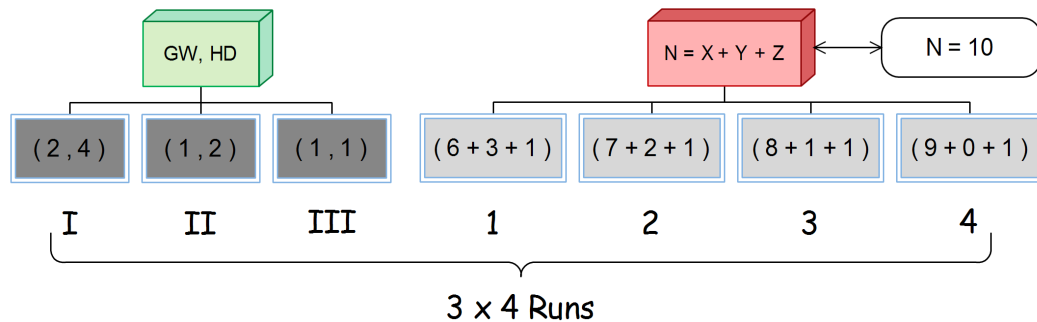 GW, HD
N = X + Y + Z
N = 10
( 2 , 4 )
( 1 , 2 )
( 1 , 1 )
( 6 + 3 + 1 )
( 7 + 2 + 1 )
( 8 + 1 + 1 )
( 9 + 0 + 1 )
I
II
III
1
2
3
4
3 x 4 Runs